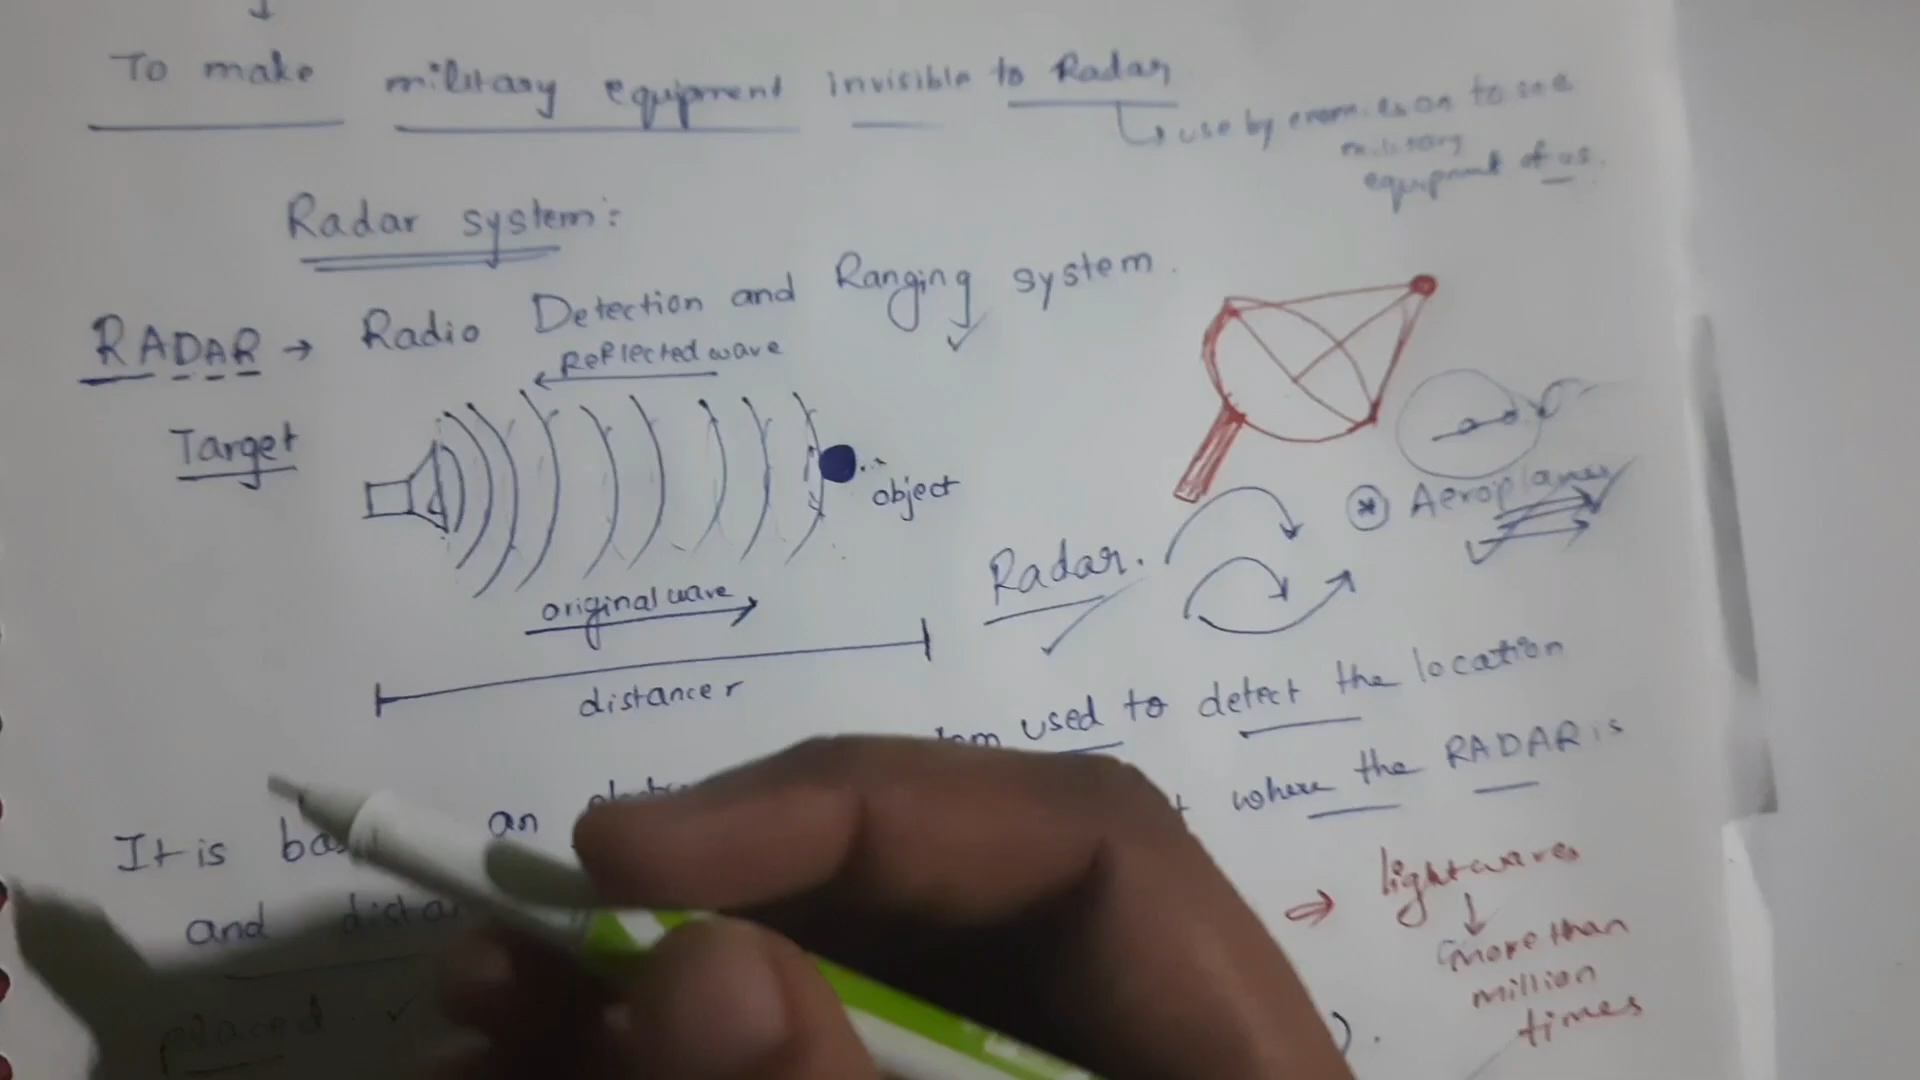 To make military equipment invisible to Radar
use by enemies on to see
military
equipment of us.
Radar system:
RADAR → Radio Detection and Ranging system.
Reflected wave
Target
object
original wave
distance r
Radar.
* Aeroplanes
used to detect the location
It is an
where the RADAR is
and
placed.
⇒ lightwaves
↓
more than
million
times